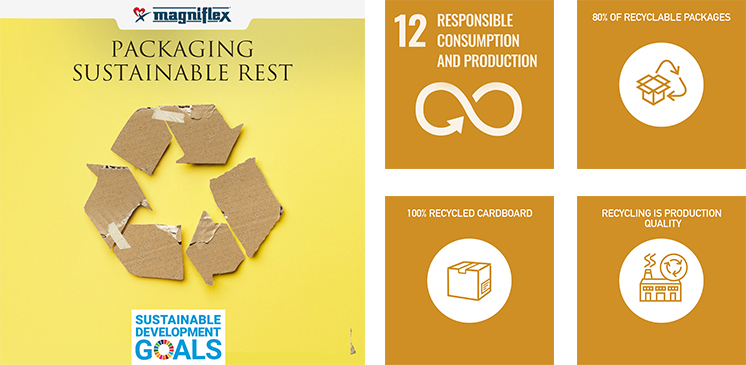 magniflex
PACKAGING
SUSTAINABLE REST
SUSTAINABLE
DEVELOPMENT
GOALS
12 RESPONSIBLE
CONSUMPTION
AND PRODUCTION
80% OF RECYCLABLE PACKAGES
100% RECYCLED CARDBOARD
RECYCLING IS PRODUCTION
QUALITY